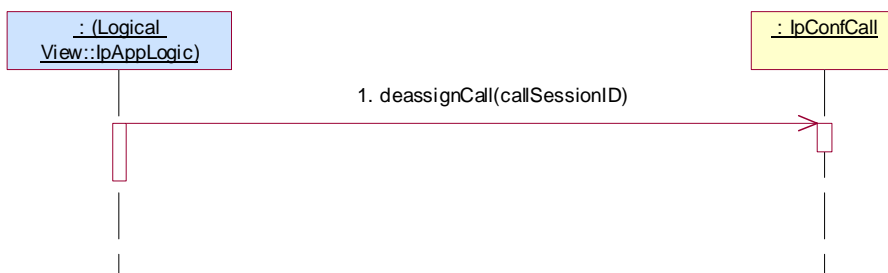 : (Logical
View::IpAppLogic)
: IpConfCall
1. deassignCall(callSessionID)